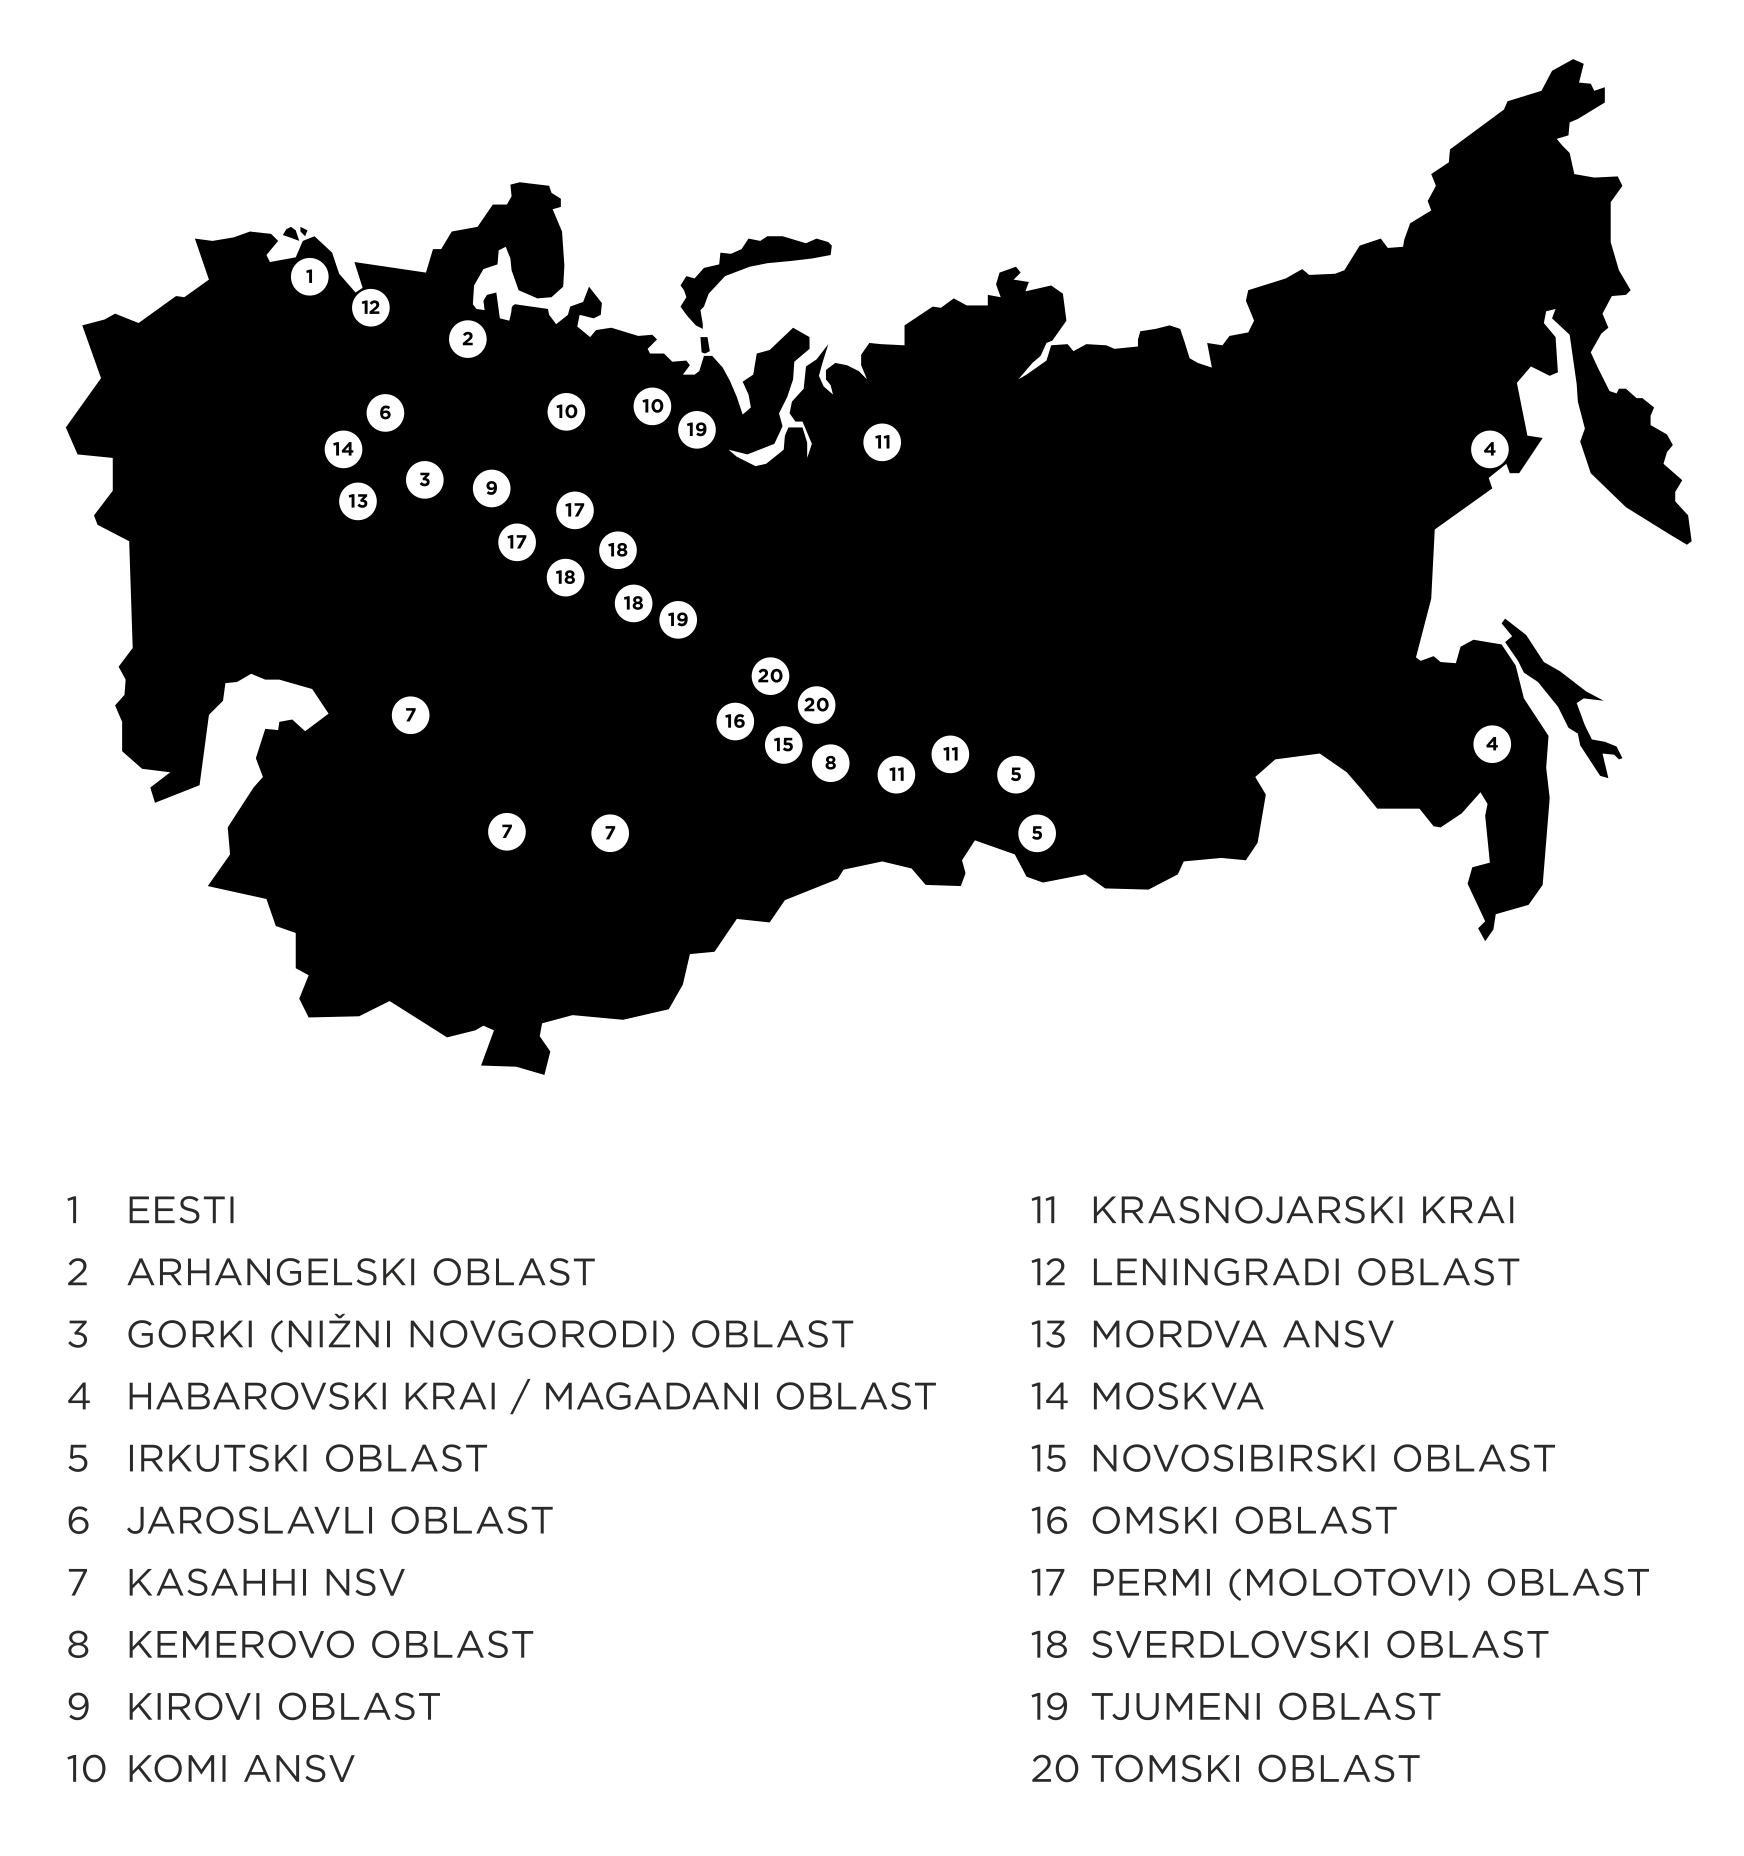 1
12
2
6
10
10
19
14
11
4
3
9
13
17
17
18
18
18
19
20
20
7
16
15
4
11
8
11
5
7
7
5
1 EESTI
2 ARHANGELSKI OBLAST
3 GORKI (NIŽNI NOVGORODI) OBLAST
4 HABAROVSKI KRAI / MAGADANI OBLAST
5 IRKUTSKI OBLAST
6 JAROSLAVLI OBLAST
7 KASAHHI NSV
8 KEMEROVO OBLAST
9 KIROVI OBLAST
10 KOMI ANSV
11 KRASNOJARSKI KRAI
12 LENINGRADI OBLAST
13 MORDVA ANSV
14 MOSKVA
15 NOVOSIBIRSKI OBLAST
16 OMSKI OBLAST
17 PERMI (MOLOTOVI) OBLAST
18 SVERDLOVSKI OBLAST
19 TJUMENI OBLAST
20 TOMSKI OBLAST